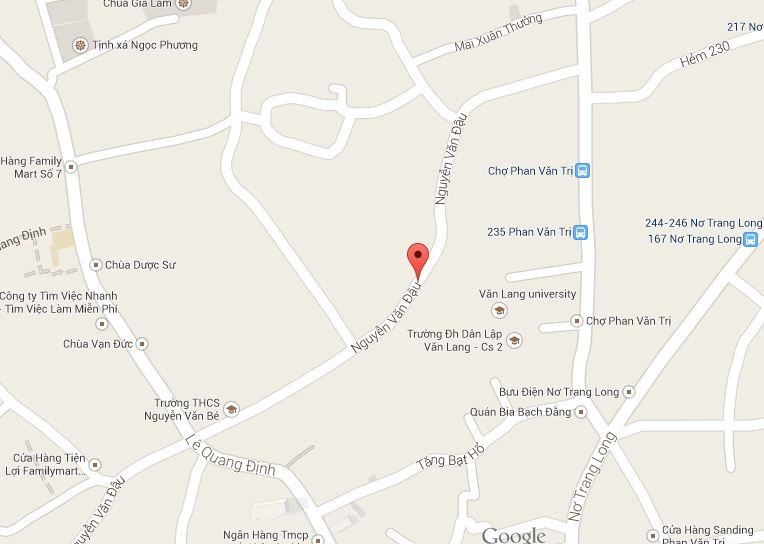 Chùa Già Lam
Tịnh xá Ngọc Phương
Mai Xuân Thưởng
217 Nơ
Hẻm 230
Hàng Family
Mart Số 7
Nguyễn Văn Đậu
Chợ Phan Văn Trị
235 Phan Văn Trị
244-246 Nơ Trang Long
167 Nơ Trang Long
ang Định
Chùa Dược Sư
Công ty Tìm Việc Nhanh
- Tìm Việc Làm Miễn Phí
Chùa Vạn Đức
Nguyễn Văn Đậu
Văn Lang university
Trường Đh Dân Lập
Văn Lang - Cs 2
Chợ Phan Văn Trị
Trường THCS
Nguyễn Văn Bé
Bưu Điện Nơ Trang Long
Quán Bia Bạch Đằng
Lê Quang Định
Tăng Bạt Hổ
Nơ Trang Long
Cửa Hàng Tiện
Lợi Familymart...
Nguyễn Văn Đậu
Ngân Hàng Tmcp
Google
Cửa Hàng Sanding
Phan Văn Trị